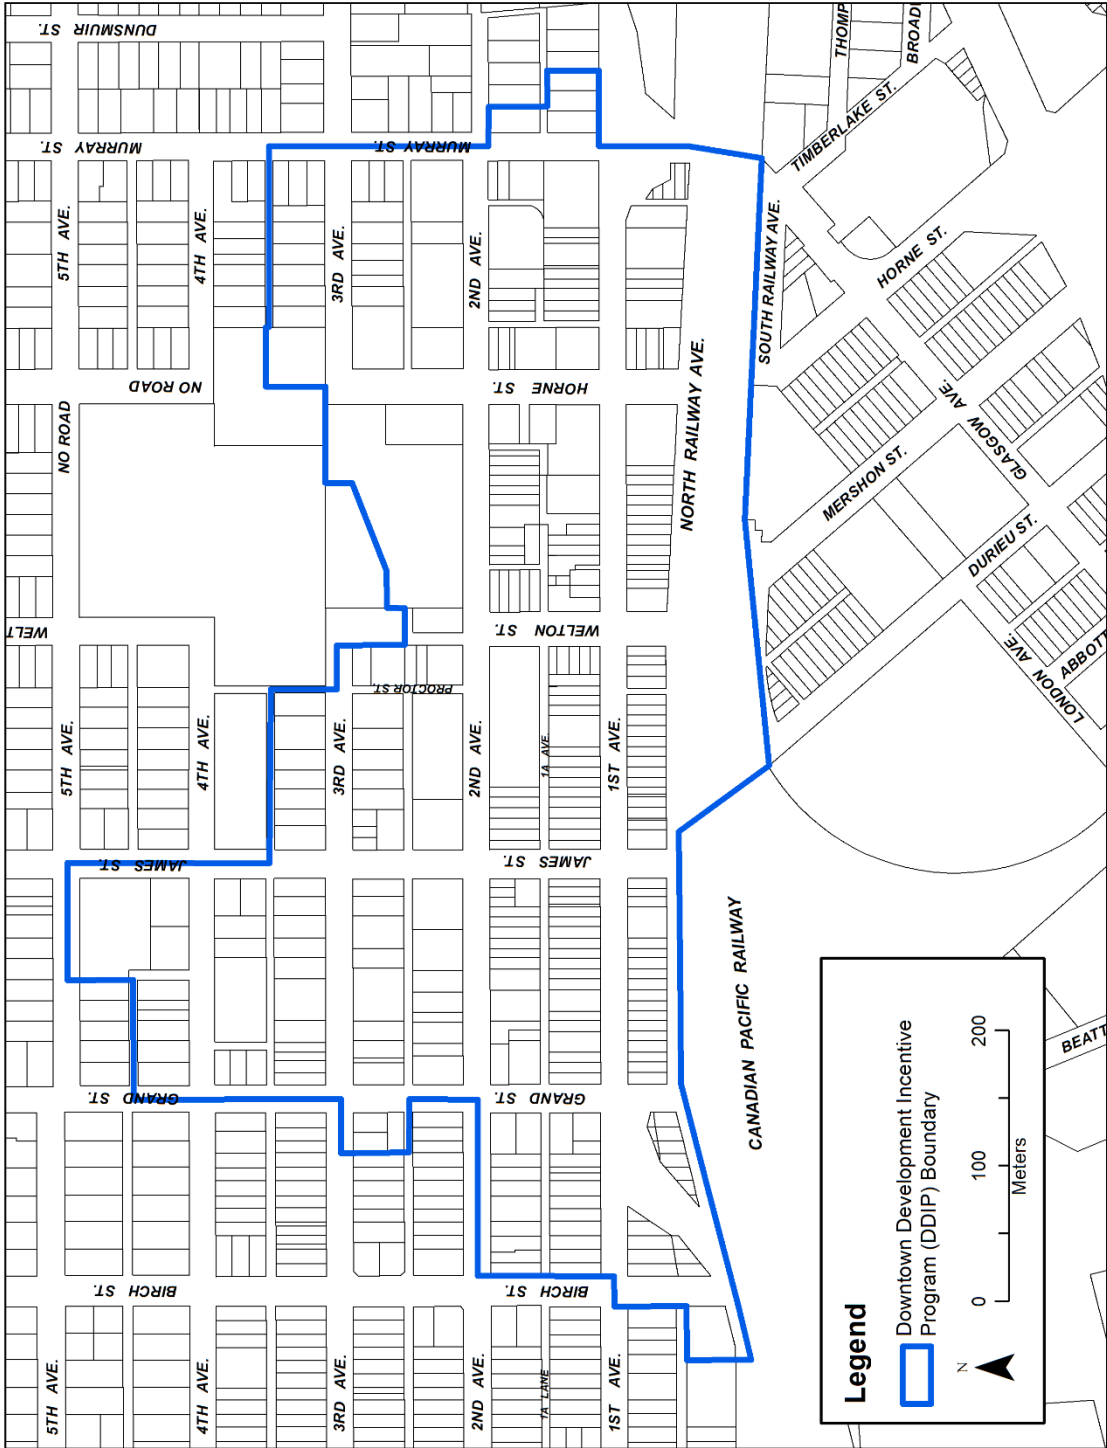 DUNSMUIR ST.
MURRAY ST.
MURRAY ST.
THOMP
BROADW
TIMBERLAKE ST.
5TH AVE.
4TH AVE.
3RD AVE.
2ND AVE.
SOUTH RAILWAY AVE.
HORNE ST.
NO ROAD
NO ROAD
HORNE ST.
NORTH RAILWAY AVE.
GLASGOW AVE.
MERSHON ST.
DURIEU ST.
WELT
WELTON ST.
LONDON AVE.
ABBOTT
PROCTOR ST.
5TH AVE.
4TH AVE.
3RD AVE.
2ND AVE.
1A AVE.
1ST AVE.
JAMES ST.
JAMES ST.
CANADIAN PACIFIC RAILWAY
BEATT
GRAND ST.
GRAND ST.
BIRCH ST.
BIRCH ST.
5TH AVE.
4TH AVE.
3RD AVE.
2ND AVE.
1A LANE
1ST AVE.
Legend
Downtown Development Incentive
Program (DDIP) Boundary
N
0 100 200
Meters